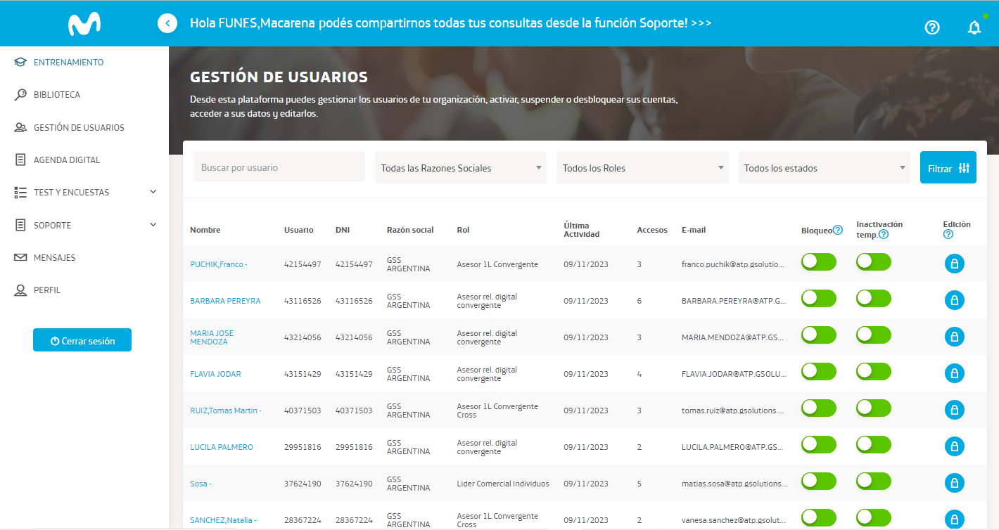 Hola FUNES,Macarena podés compartirnos todas tus consultas desde la función Soporte! >>>
ENTRENAMIENTO
BIBLIOTECA
GESTIÓN DE USUARIOS
AGENDA DIGITAL
TEST Y ENCUESTAS
SOPORTE
MENSAJES
PERFIL
Cerrar sesión
GESTIÓN DE USUARIOS
Desde esta plataforma puedes gestionar los usuarios de tu organización, activar, suspender o desbloquear sus cuentas,
acceder a sus datos y editarlos.
Buscar por usuario Todas las Razones Sociales Todos los Roles Todos los estados Filtrar
Nombre Usuario DNI Razón social Rol Última Actividad Accesos E-mail Bloqueo Inactivación temp. Edición
PUCHIK,Franco - 42154497 42154497 GSS ARGENTINA Asesor 1L Convergente 09/11/2023 3 franco.puchik@atp.gsolutio...
BARBARA PEREYRA 43116526 43116526 GSS ARGENTINA Asesor rel. digital convergente 09/11/2023 6 BARBARA.PEREYRA@ATP.G...
MARIA JOSE MENDOZA 43214056 43214056 GSS ARGENTINA Asesor rel. digital convergente 09/11/2023 3 MARIA.MENDOZA@ATP.GS...
FLAVIA JODAR 43151429 43151429 GSS ARGENTINA Asesor rel. digital convergente 09/11/2023 4 FLAVIA.JODAR@ATP.GSOLU...
RUIZ,Tomas Martin - 40371503 40371503 GSS ARGENTINA Asesor 1L Convergente Cross 09/11/2023 3 tomas.ruiz@atp.gsolutions....
LUCILA PALMERO 29951816 29951816 GSS ARGENTINA Asesor rel. digital convergente 09/11/2023 2 LUCILA.PALMERO@ATP.GS...
Sosa - 37624190 37624190 GSS ARGENTINA Lider Comercial Individuos 09/11/2023 5 matias.sosa@atp.gsolutions...
SANCHEZ,Natalia - 28367224 28367224 GSS ARGENTINA Asesor 1L Convergente Cross 09/11/2023 2 vanesa.sanchez@atp.gsolut...